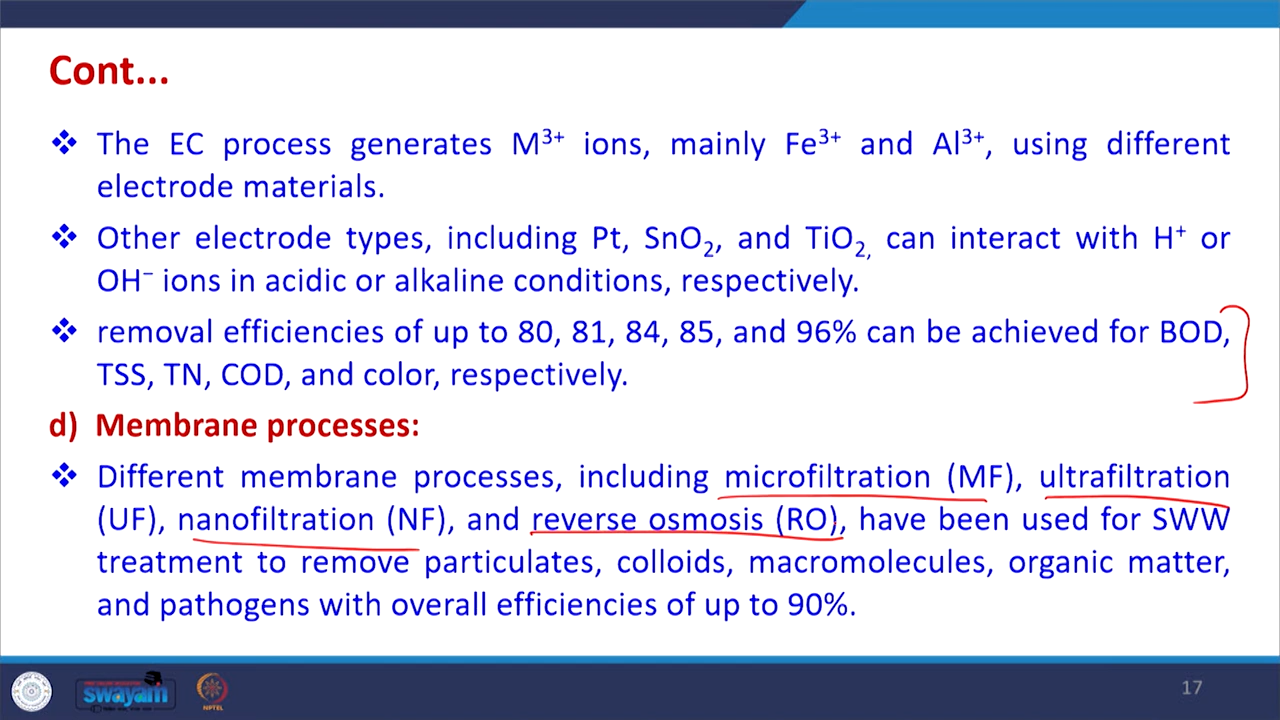 Cont...
❖ The EC process generates M³⁺ ions, mainly Fe³⁺ and Al³⁺, using different
electrode materials.
❖ Other electrode types, including Pt, SnO₂, and TiO₂, can interact with H⁺ or
OH⁻ ions in acidic or alkaline conditions, respectively.
❖ removal efficiencies of up to 80, 81, 84, 85, and 96% can be achieved for BOD,
TSS, TN, COD, and color, respectively.
d) Membrane processes:
❖ Different membrane processes, including microfiltration (MF), ultrafiltration
(UF), nanofiltration (NF), and reverse osmosis (RO), have been used for SWW
treatment to remove particulates, colloids, macromolecules, organic matter,
and pathogens with overall efficiencies of up to 90%.
swayam
NPTEL
17